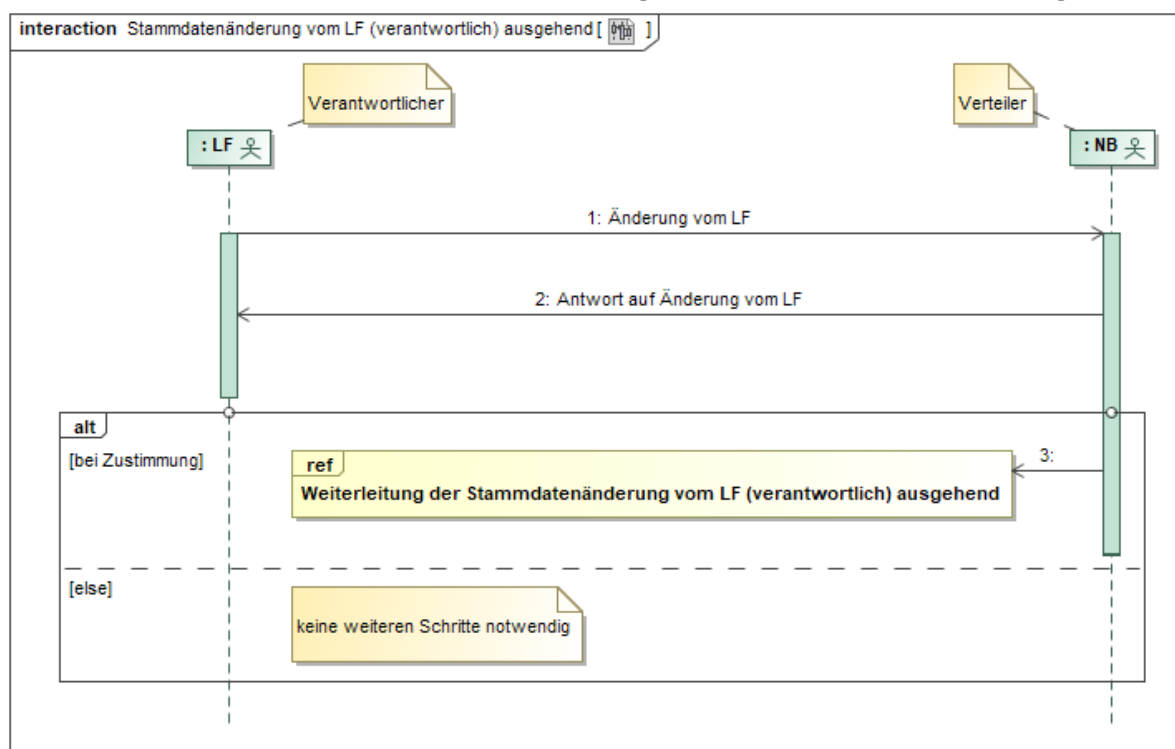 interaction Stammdatenänderung vom LF (verantwortlich) ausgehend [ ]
Verantwortlicher
Verteiler
: LF
: NB
1: Änderung vom LF
2: Antwort auf Änderung vom LF
alt
[bei Zustimmung]
ref
3:
Weiterleitung der Stammdatenänderung vom LF (verantwortlich) ausgehend
[else]
keine weiteren Schritte notwendig